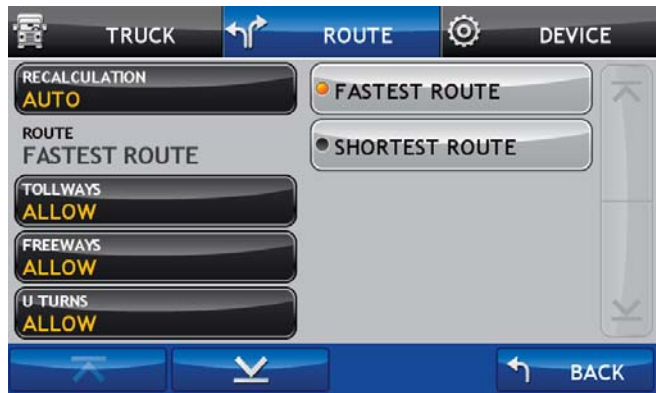 TRUCK
ROUTE
DEVICE
RECALCULATION
AUTO
ROUTE
FASTEST ROUTE
TOLLWAYS
ALLOW
FREEWAYS
ALLOW
U TURNS
ALLOW
FASTEST ROUTE
SHORTEST ROUTE
BACK